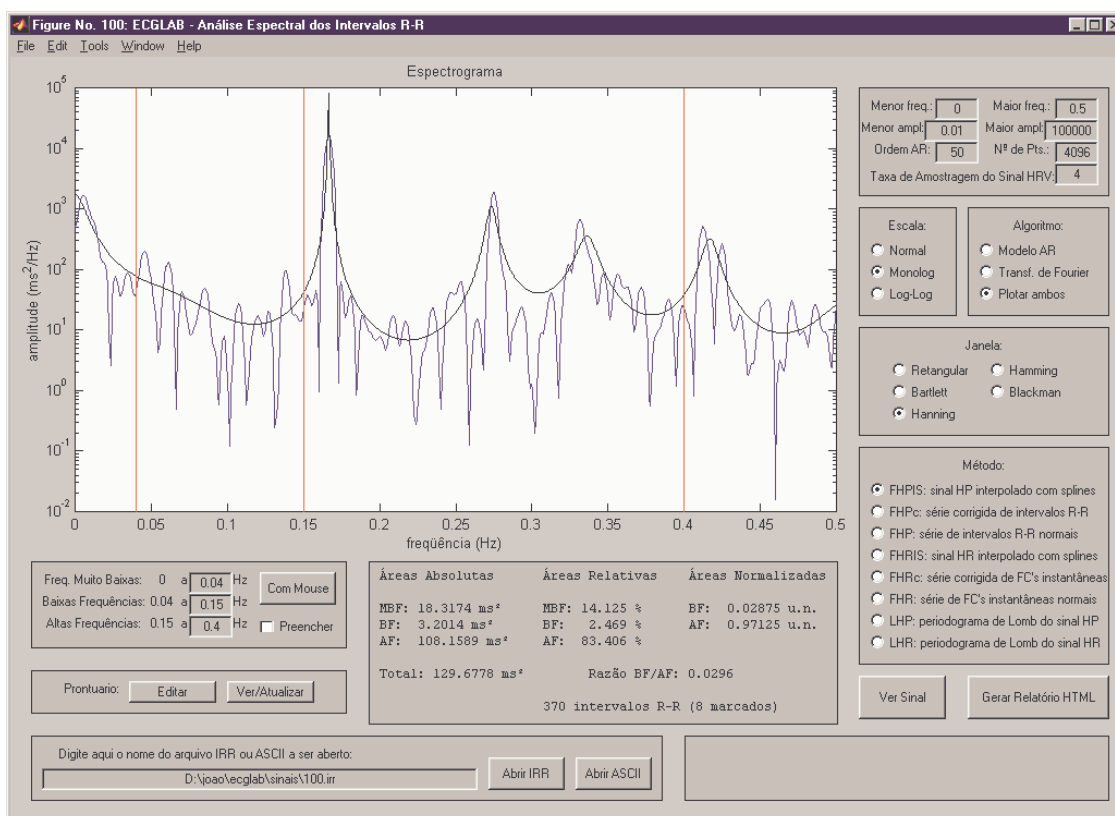 Figure No. 100: ECGLAB - Análise Espectral dos Intervalos R-R
File Edit Tools Window Help
Espectrograma
amplitude (ms²/Hz)
10⁵
10⁴
10³
10²
10¹
10⁰
10⁻¹
10⁻²
0 0.05 0.1 0.15 0.2 0.25 0.3 0.35 0.4 0.45 0.5
freqüência (Hz)
Menor freq.: 0 Maior freq.: 0.5
Menor ampl: 0.01 Maior ampl: 100000
Ordem AR: 50 Nº de Pts.: 4096
Taxa de Amostragem do Sinal HRV: 4
Escala:
Normal
Monolog
Log-Log
Algoritmo:
Modelo AR
Transf. de Fourier
Plotar ambos
Janela:
Retangular Hamming
Bartlett Blackman
Hanning
Método:
FHPIS: sinal HP interpolado com splines
FHPc: série corrigida de intervalos R-R
FHP: série de intervalos R-R normais
FHRIS: sinal HR interpolado com splines
FHRc: série corrigida de FC's instantâneas
FHR: série de FC's instantâneas normais
LHP: periodograma de Lomb do sinal HP
LHR: periodograma de Lomb do sinal HR
Freq. Muito Baixas: 0 a 0.04 Hz
Baixas Frequências: 0.04 a 0.15 Hz
Altas Frequências: 0.15 a 0.4 Hz
Com Mouse
Preencher
Áreas Absolutas Áreas Relativas Áreas Normalizadas
MBF: 18.3174 ms² MBF: 14.125 % BF: 0.02875 u.n.
BF: 3.2014 ms² BF: 2.469 % AF: 0.97125 u.n.
AF: 108.1589 ms² AF: 83.406 %
Total: 129.6778 ms² Razão BF/AF: 0.0296
370 intervalos R-R (8 marcados)
Prontuario: Editar Ver/Atualizar
Ver Sinal Gerar Relatório HTML
Digite aqui o nome do arquivo IRR ou ASCII a ser aberto:
D:\joao\ecglab\sinais\100.irr
Abrir IRR Abrir ASCII